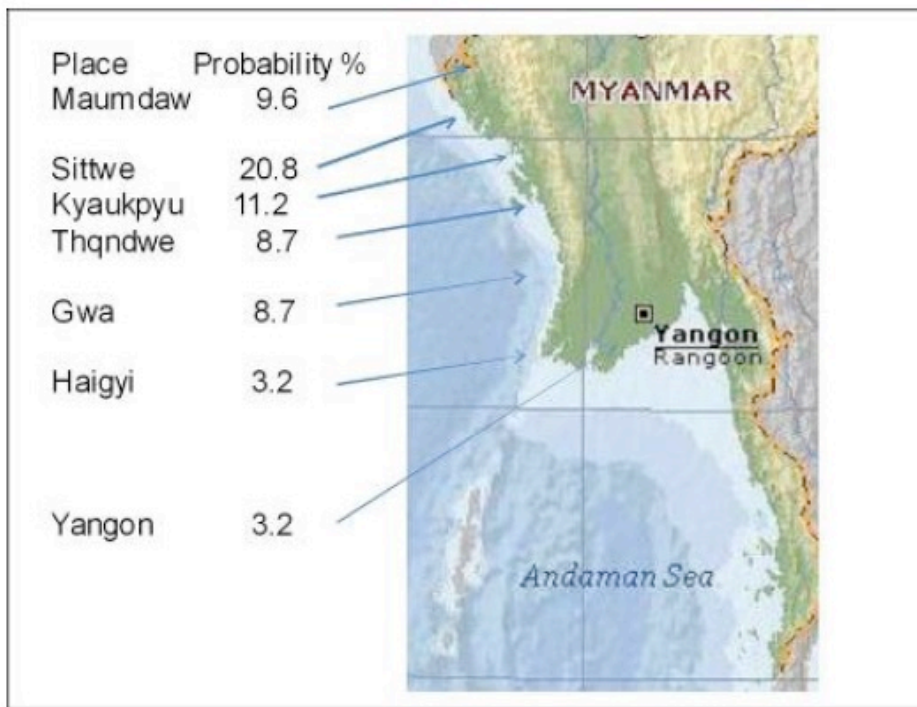 Place Probability %
Maumdaw 9.6
Sittwe 20.8
Kyaukpyu 11.2
Thqndwe 8.7
Gwa 8.7
Haigyi 3.2
Yangon 3.2
MYANMAR
Yangon
Rangoon
Andaman Sea